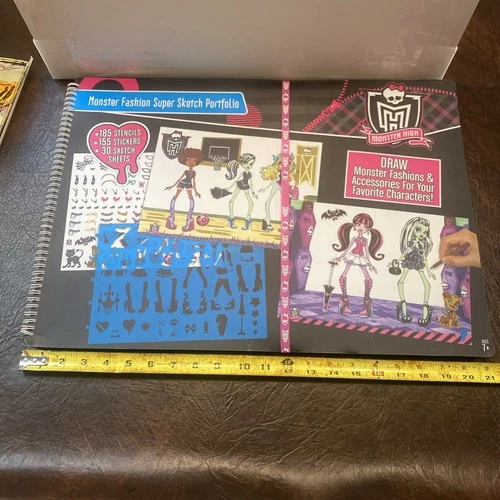 Monster Fashion Super Sketch Portfolio
• 185 STENCILS
• 155 STICKERS
• 30 SKETCH
SHEETS
MONSTER HIGH
DRAW
Monster Fashions &
Accessories For Your
Favorite Characters!
2 3 4 5 6 7 8 9 10 11 12 13 14 15 16 17 18 19 20 21